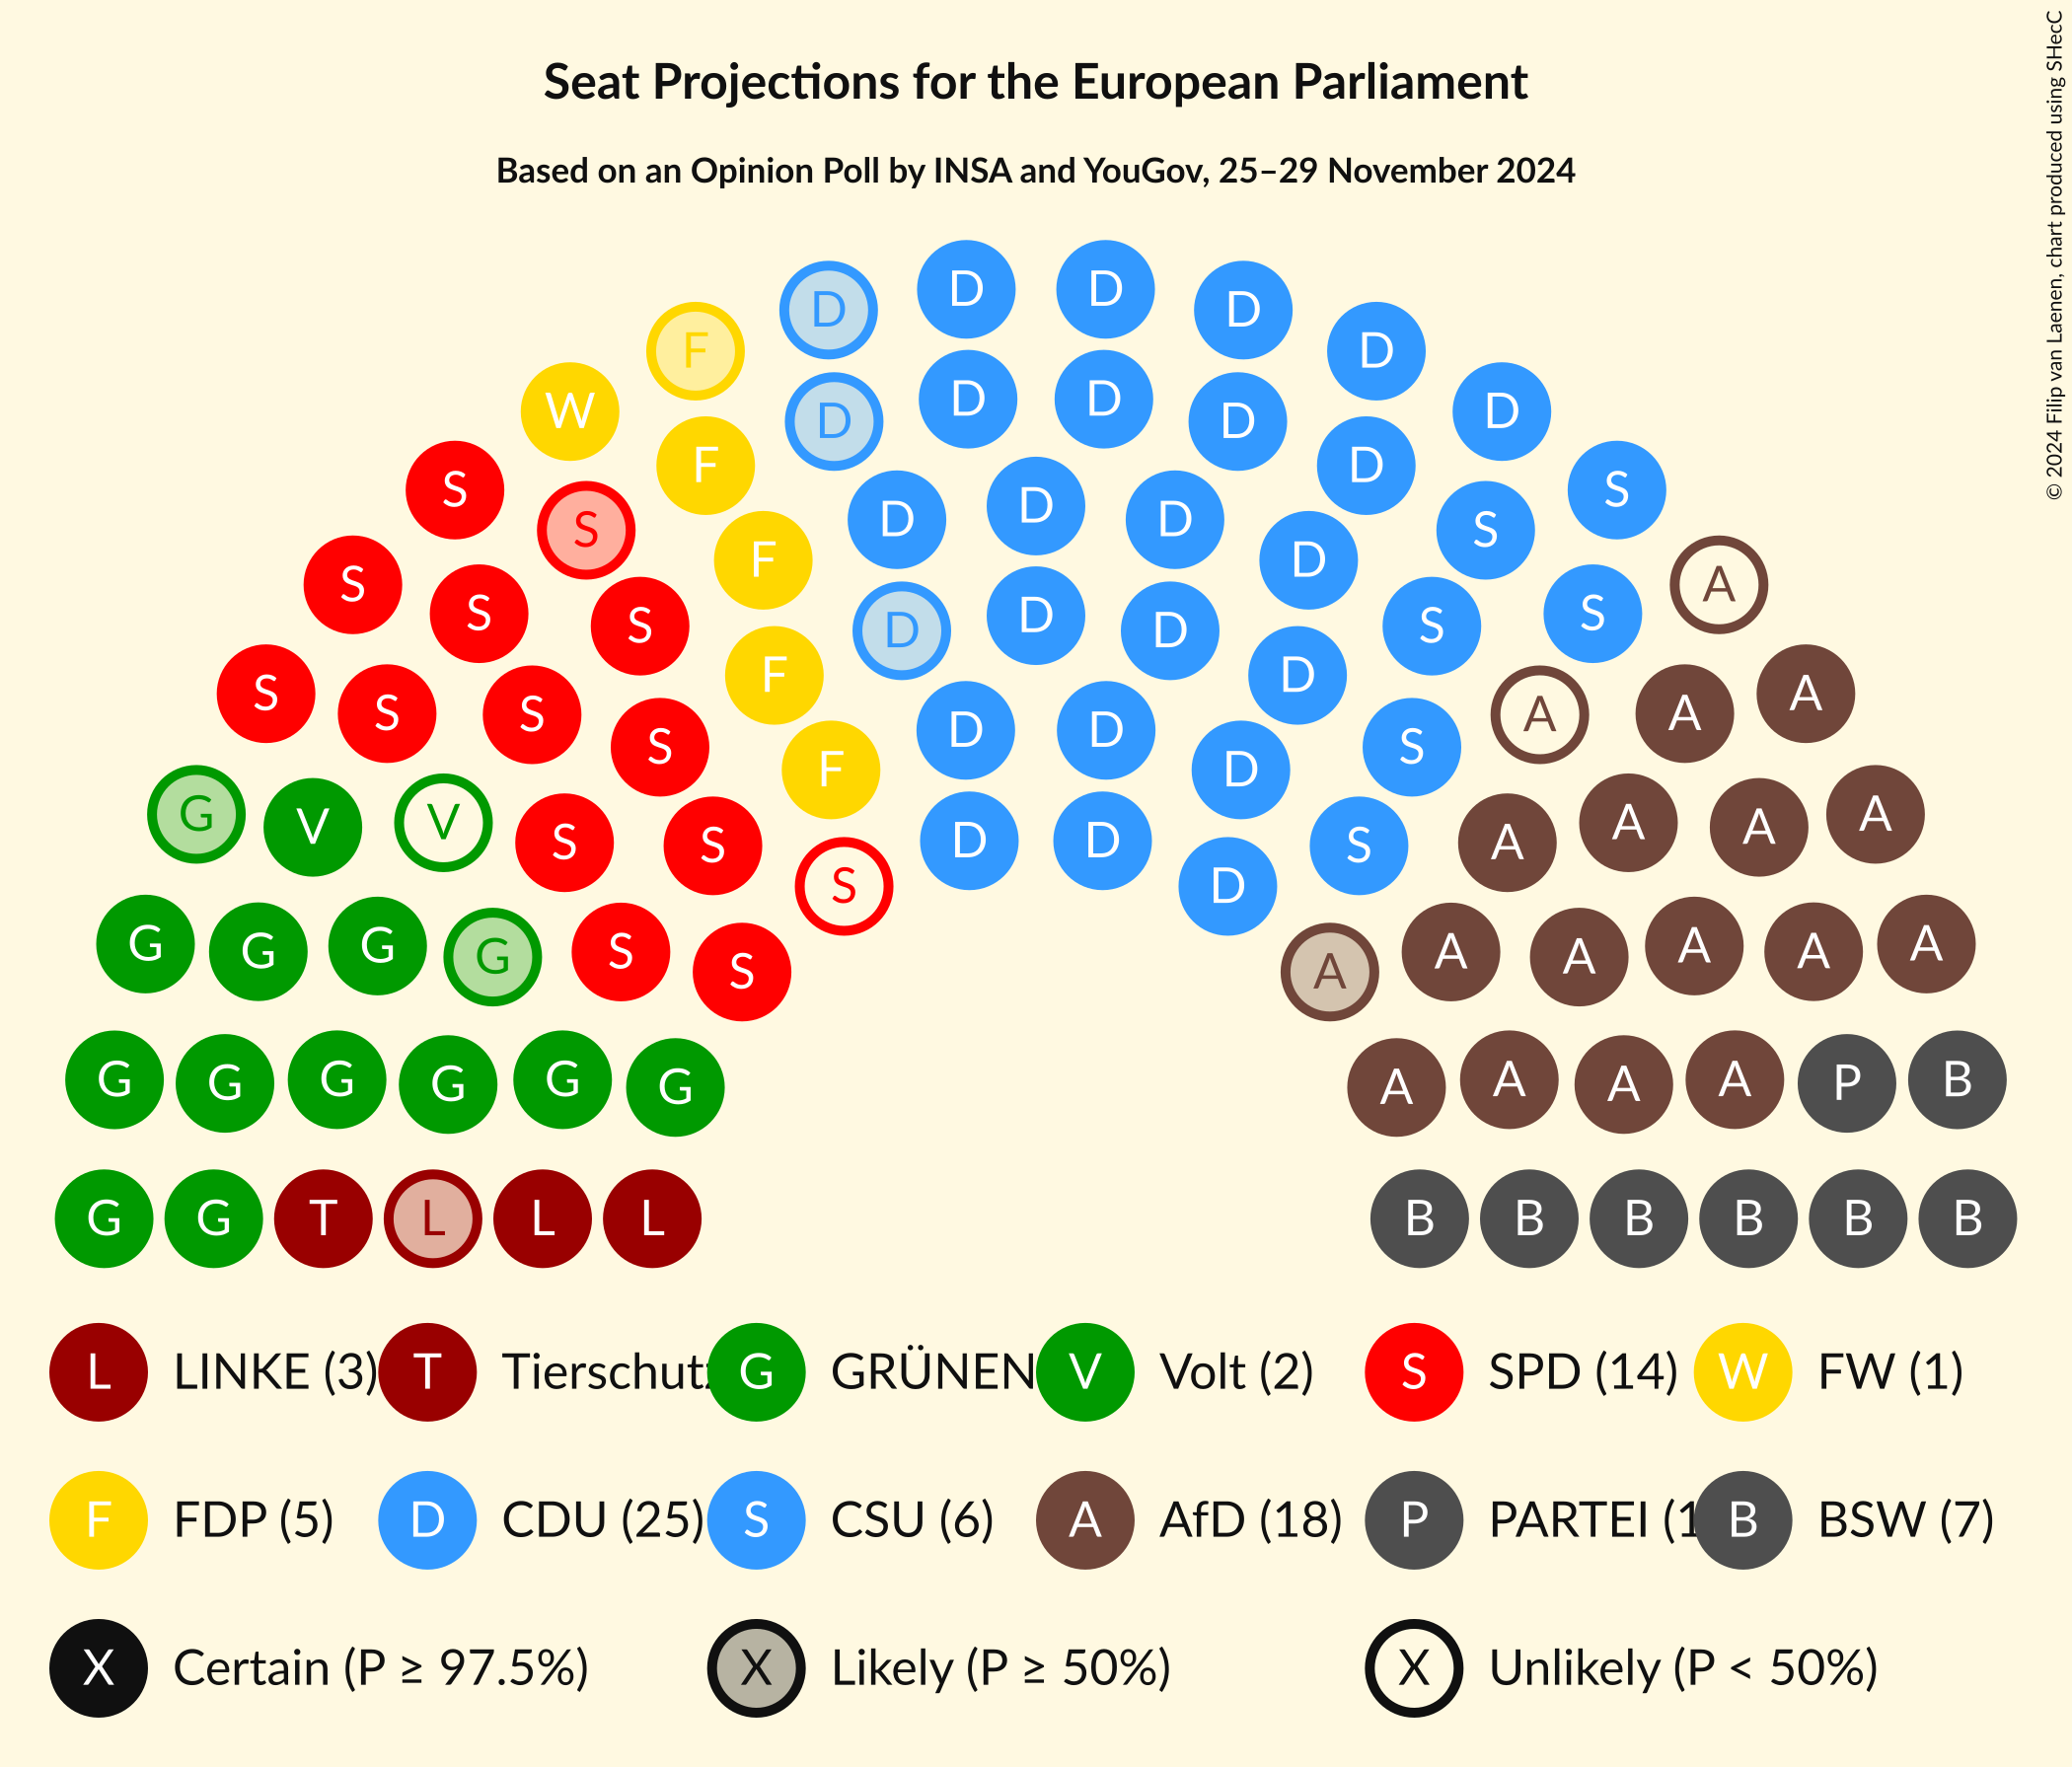 Seat Projections for the European Parliament
Based on an Opinion Poll by INSA and YouGov, 25–29 November 2024
© 2024 Filip van Laenen, chart produced using SHecC
D D
D D
F D
D D
D D
W D
F D
S S
D
D D
S S
F D
S A
S S
D D
S S
F D
S A
S S A A
D D
S S
F D
G A
V A
V A
S A
D D
S S
S D
G G G G S S A A A A A A
G G G G G G A A A A P B
G G T L L L B B B B B B
L LINKE (3) T Tierschutz G GRÜNEN V Volt (2) S SPD (14) W FW (1)
F FDP (5) D CDU (25) S CSU (6) A AfD (18) P PARTEI (1 B BSW (7)
X Certain (P ≥ 97.5%) X Likely (P ≥ 50%) X Unlikely (P < 50%)